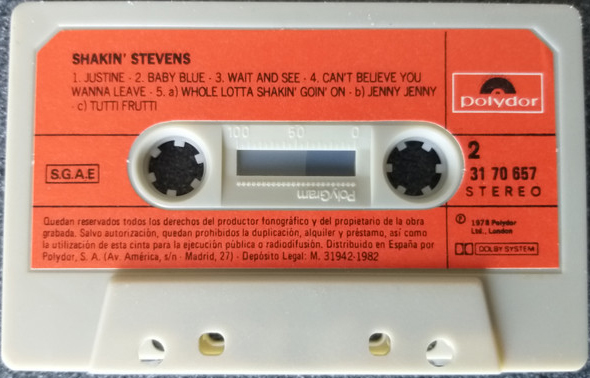 SHAKIN' STEVENS
1. JUSTINE - 2. BABY BLUE - 3. WAIT AND SEE - 4. CAN'T BELIEVE YOU
WANNA LEAVE - 5. a) WHOLE LOTTA SHAKIN' GOIN' ON - b) JENNY JENNY
- c) TUTTI FRUTTI
polydor
100 50 0
PolyGram
S.G.A.E
2
31 70 657
STEREO
Quedan reservados todos los derechos del productor fonográfico y del propietario de la obra
grabada. Salvo autorización, quedan prohibidos la duplicación, alquiler y préstamo, así como
la utilización de esta cinta para la ejecución pública o radiodifusión. Distribuido en España por
Polydor, S. A. (Av. América, s/n - Madrid, 27) - Depósito Legal: M. 31942-1982
℗ 1978 Polydor
Ltd., London
DOLBY SYSTEM